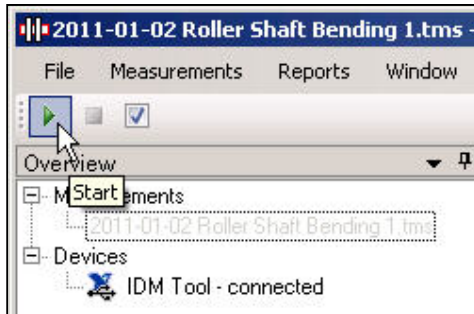 2011-01-02 Roller Shaft Bending 1.tms -
File Measurements Reports Window
Overview
Start
M ements
2011-01-02 Roller Shaft Bending 1.tms
Devices
IDM Tool - connected